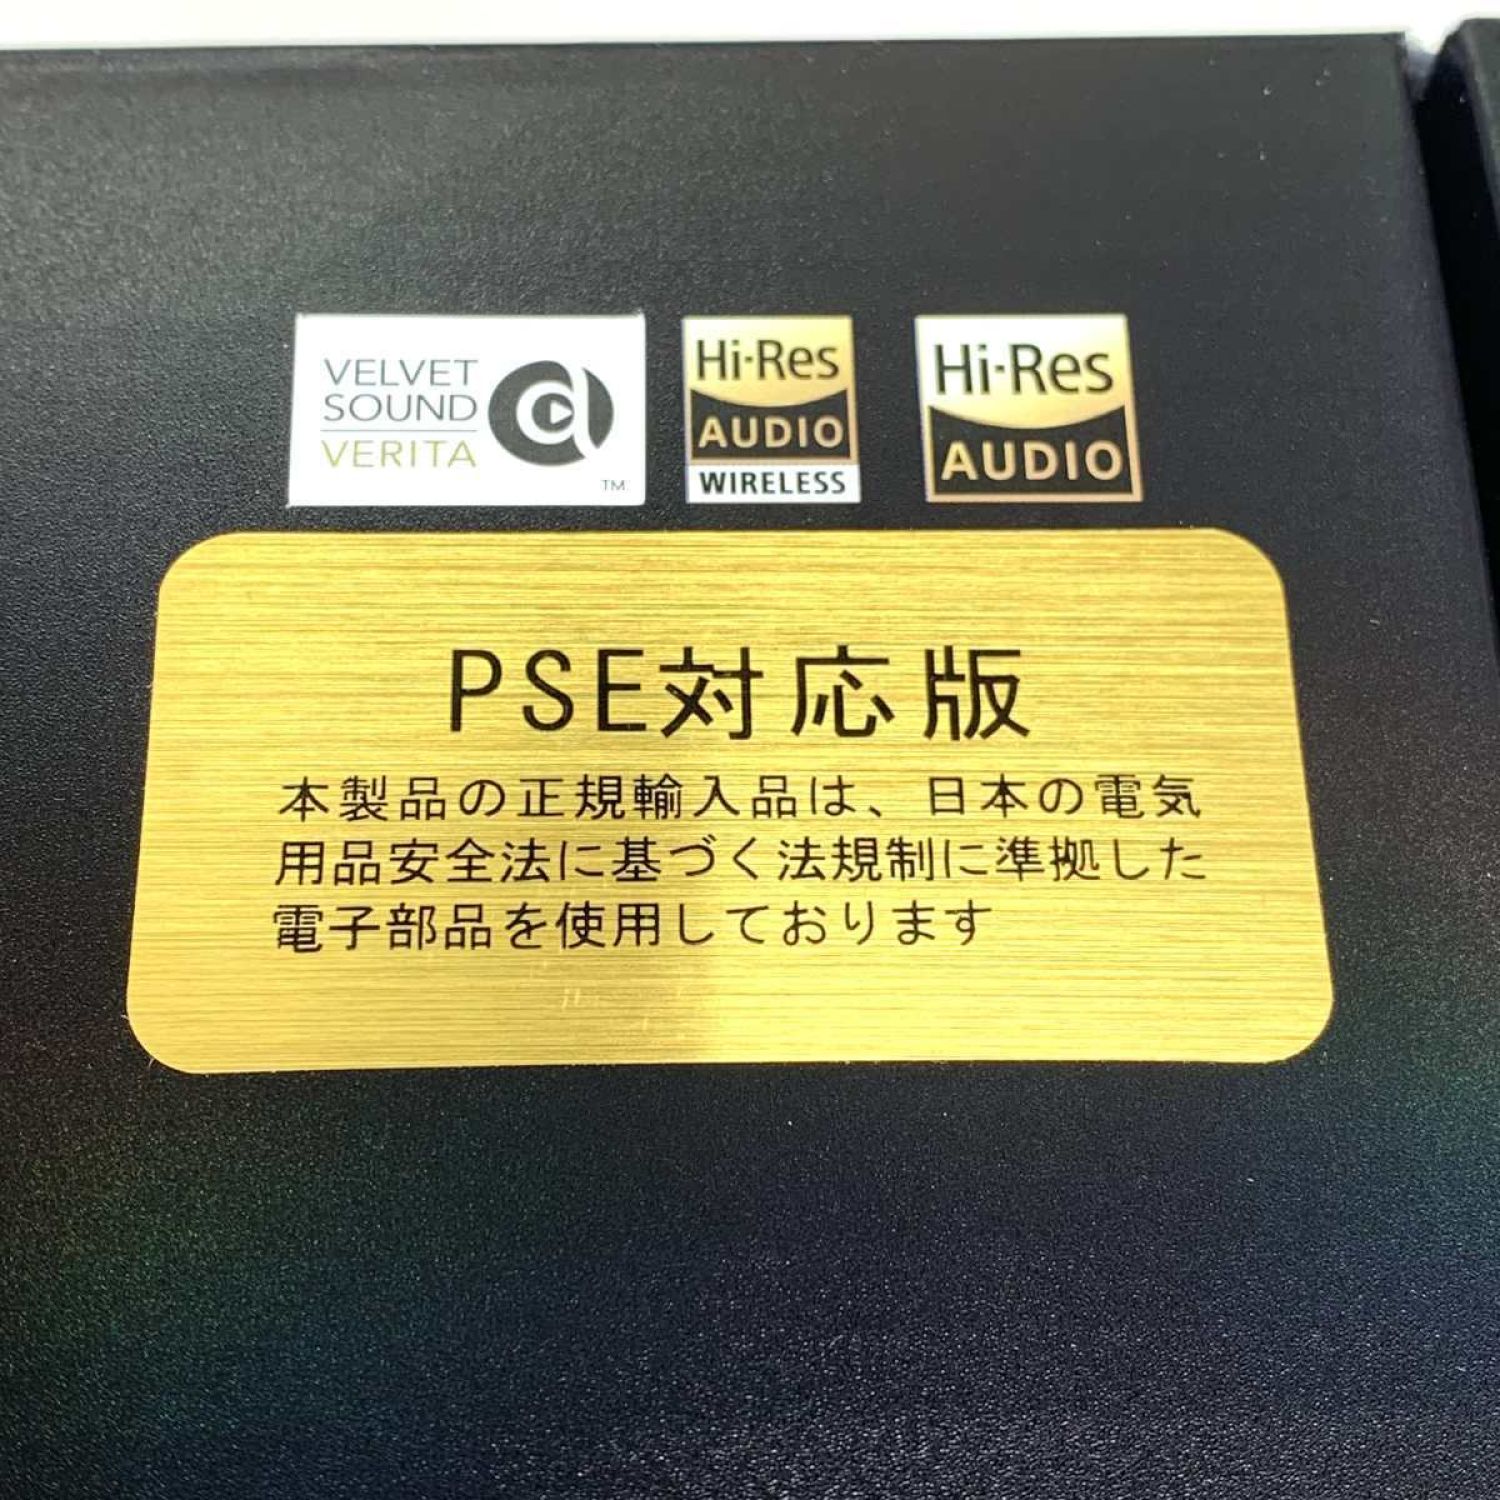 VELVET
SOUND
VERITA
TM
Hi-Res
AUDIO
WIRELESS
Hi-Res
AUDIO
PSE対応版
本製品の正規輸入品は、日本の電気
用品安全法に基づく法規制に準拠した
電子部品を使用しております